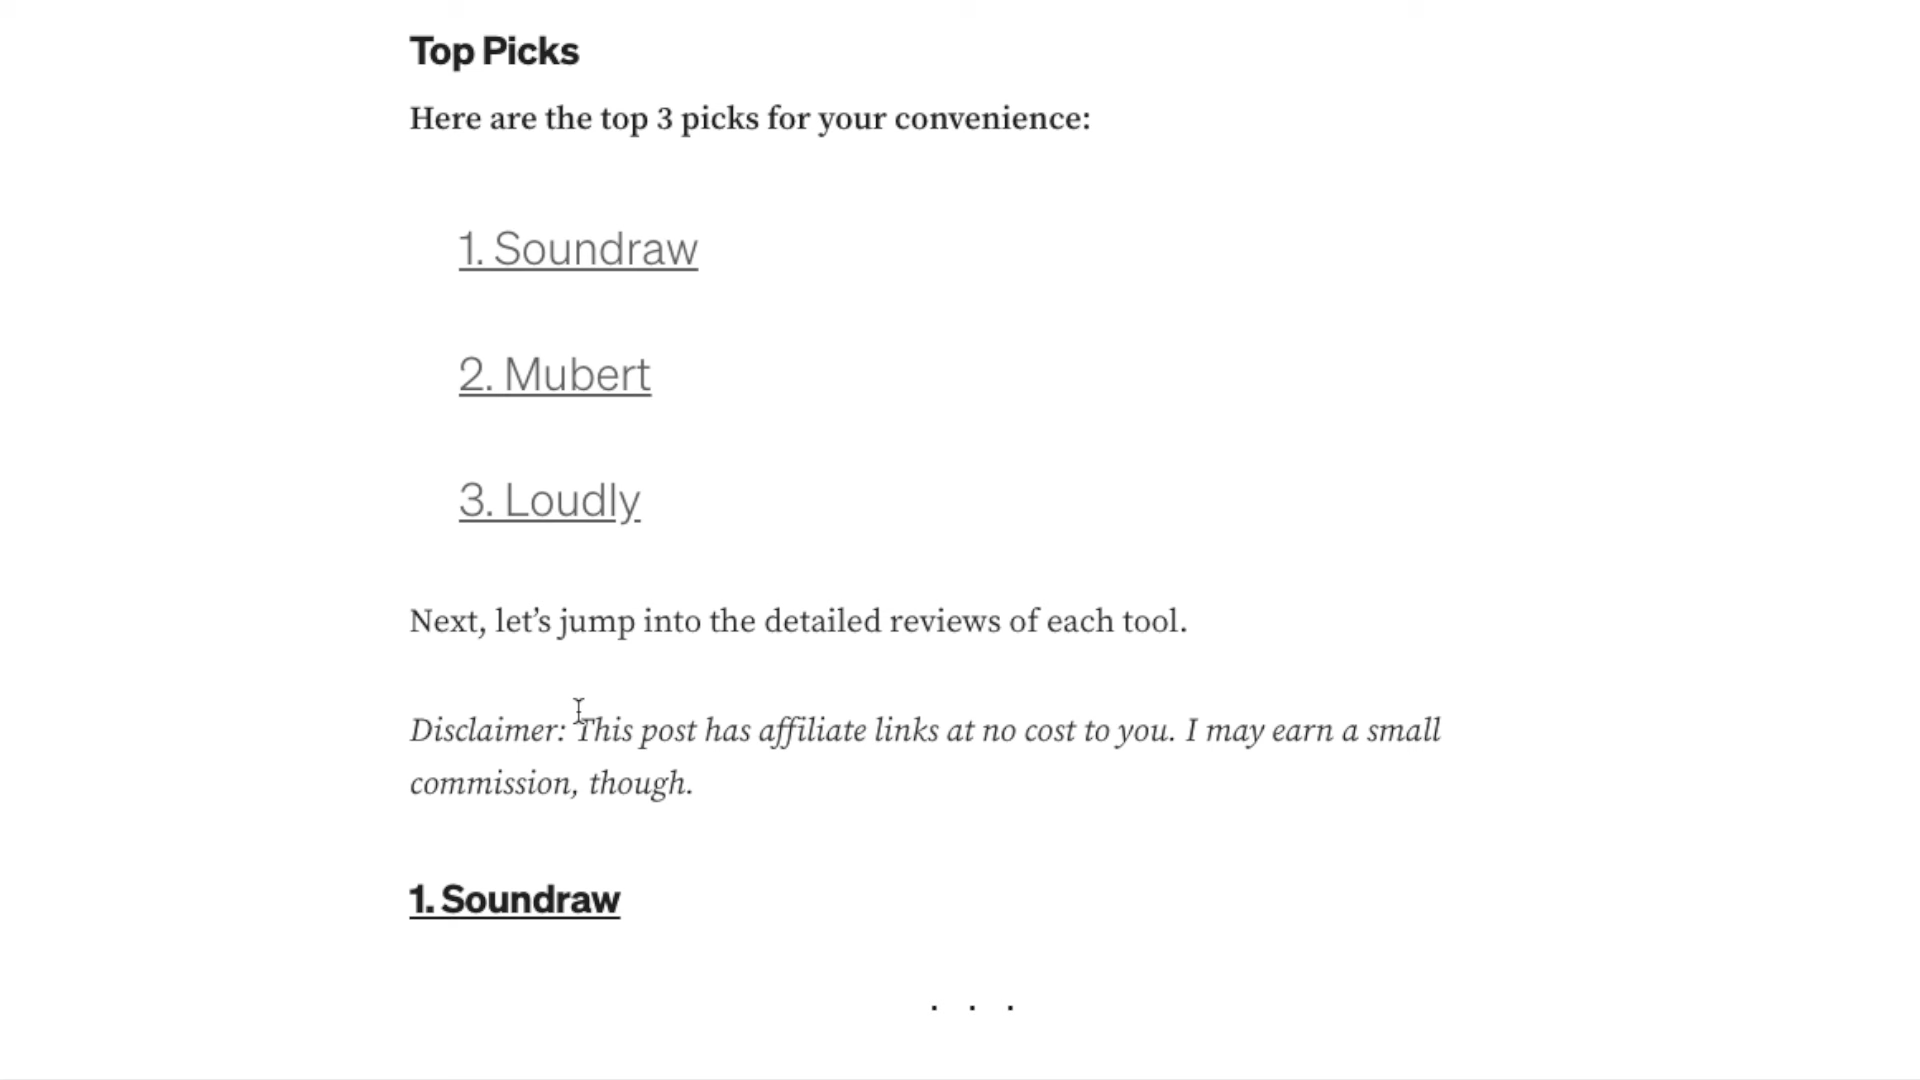 Top Picks
Here are the top 3 picks for your convenience:
1. Soundraw
2. Mubert
3. Loudly
Next, let’s jump into the detailed reviews of each tool.
Disclaimer: This post has affiliate links at no cost to you. I may earn a small
commission, though.
1. Soundraw
. . .